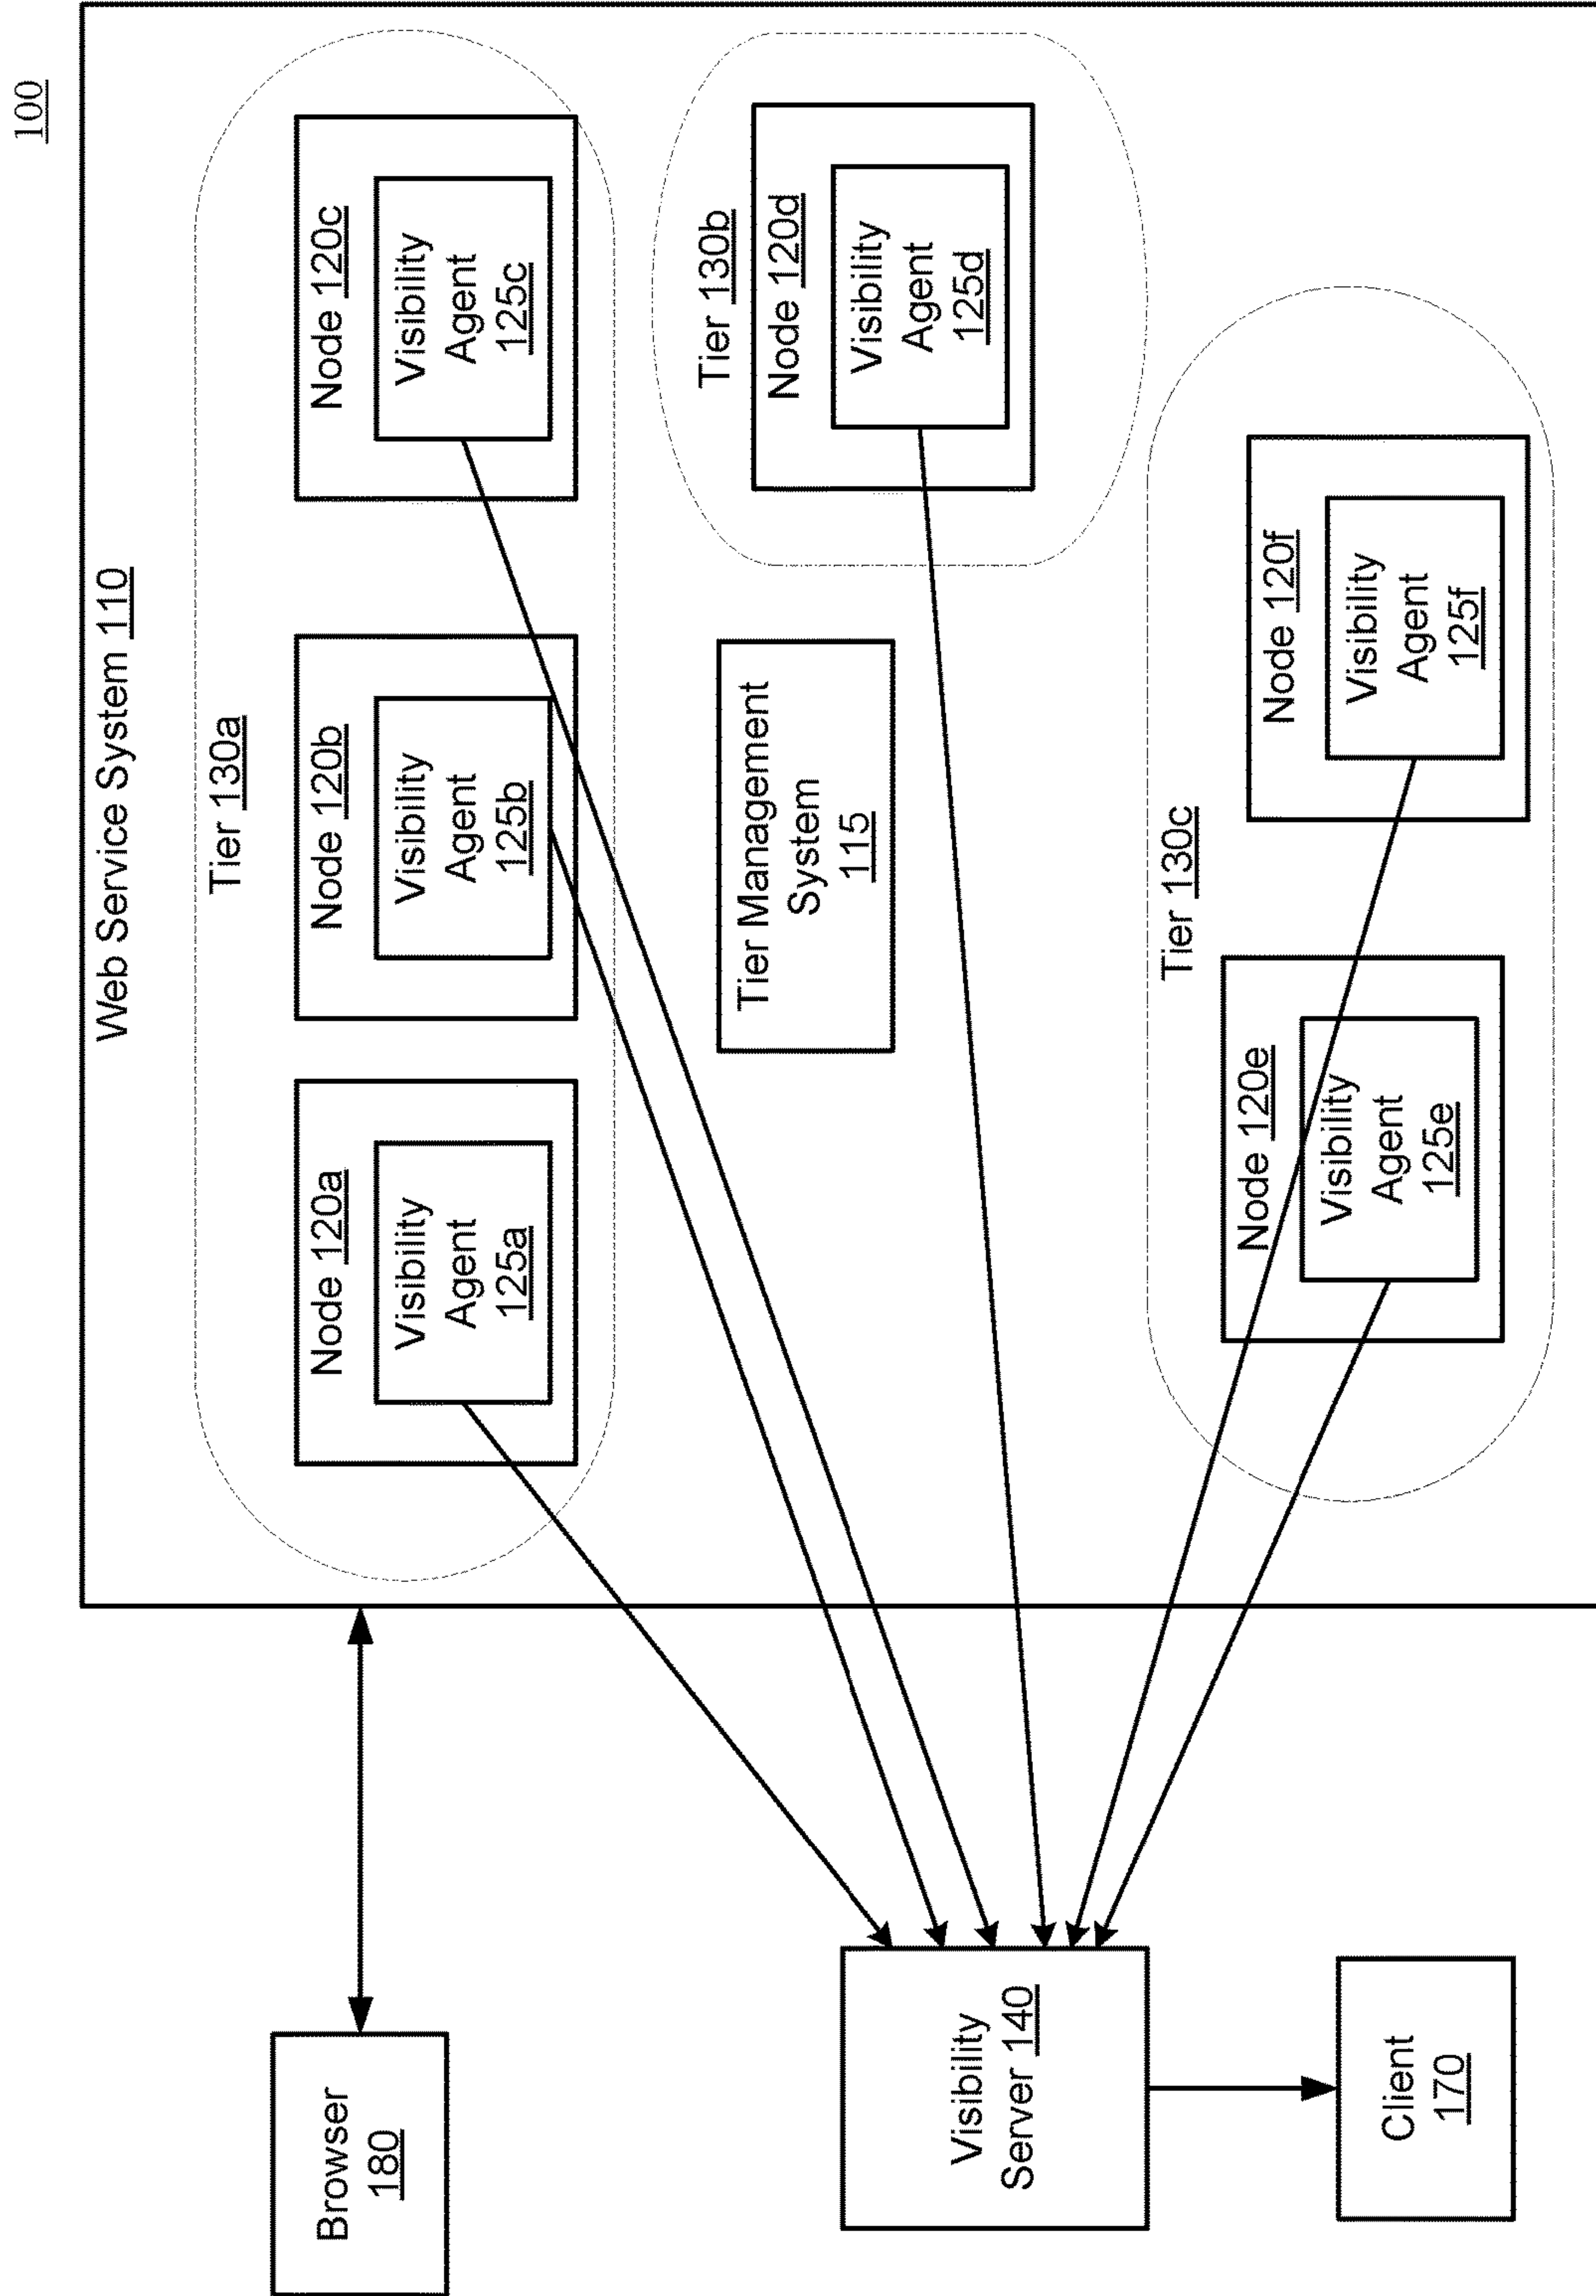 100
Web Service System 110
Tier 130a
Node 120a
Visibility
Agent
125a
Node 120b
Visibility
Agent
125b
Node 120c
Visibility
Agent
125c
Browser
180
Tier Management
System
115
Tier 130b
Node 120d
Visibility
Agent
125d
Visibility
Server 140
Tier 130c
Node 120e
Visibility
Agent
125e
Node 120f
Visibility
Agent
125f
Client
170